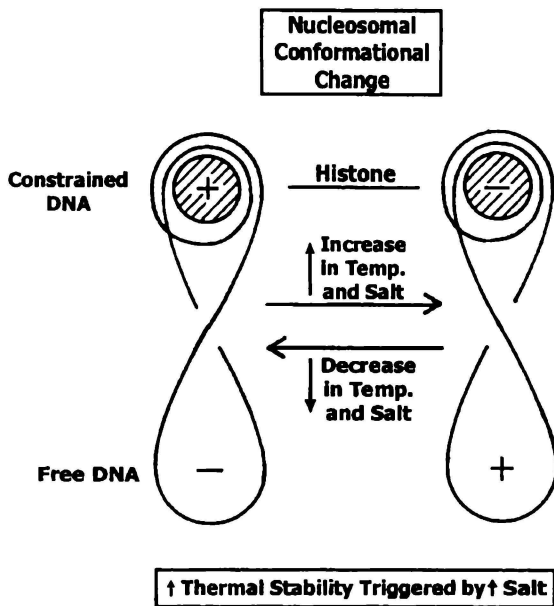 Nucleosomal
Conformational
Change
Constrained
DNA
+
Histone
−
↑ Increase
in Temp.
and Salt
↓ Decrease
in Temp.
and Salt
Free DNA
−
+
↑ Thermal Stability Triggered by ↑ Salt